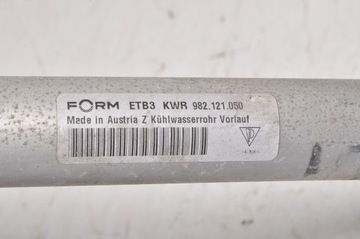 FORM ETB3 KWR 982.121.050
Made in Austria Z Kühlwasserrohr Vorlauf